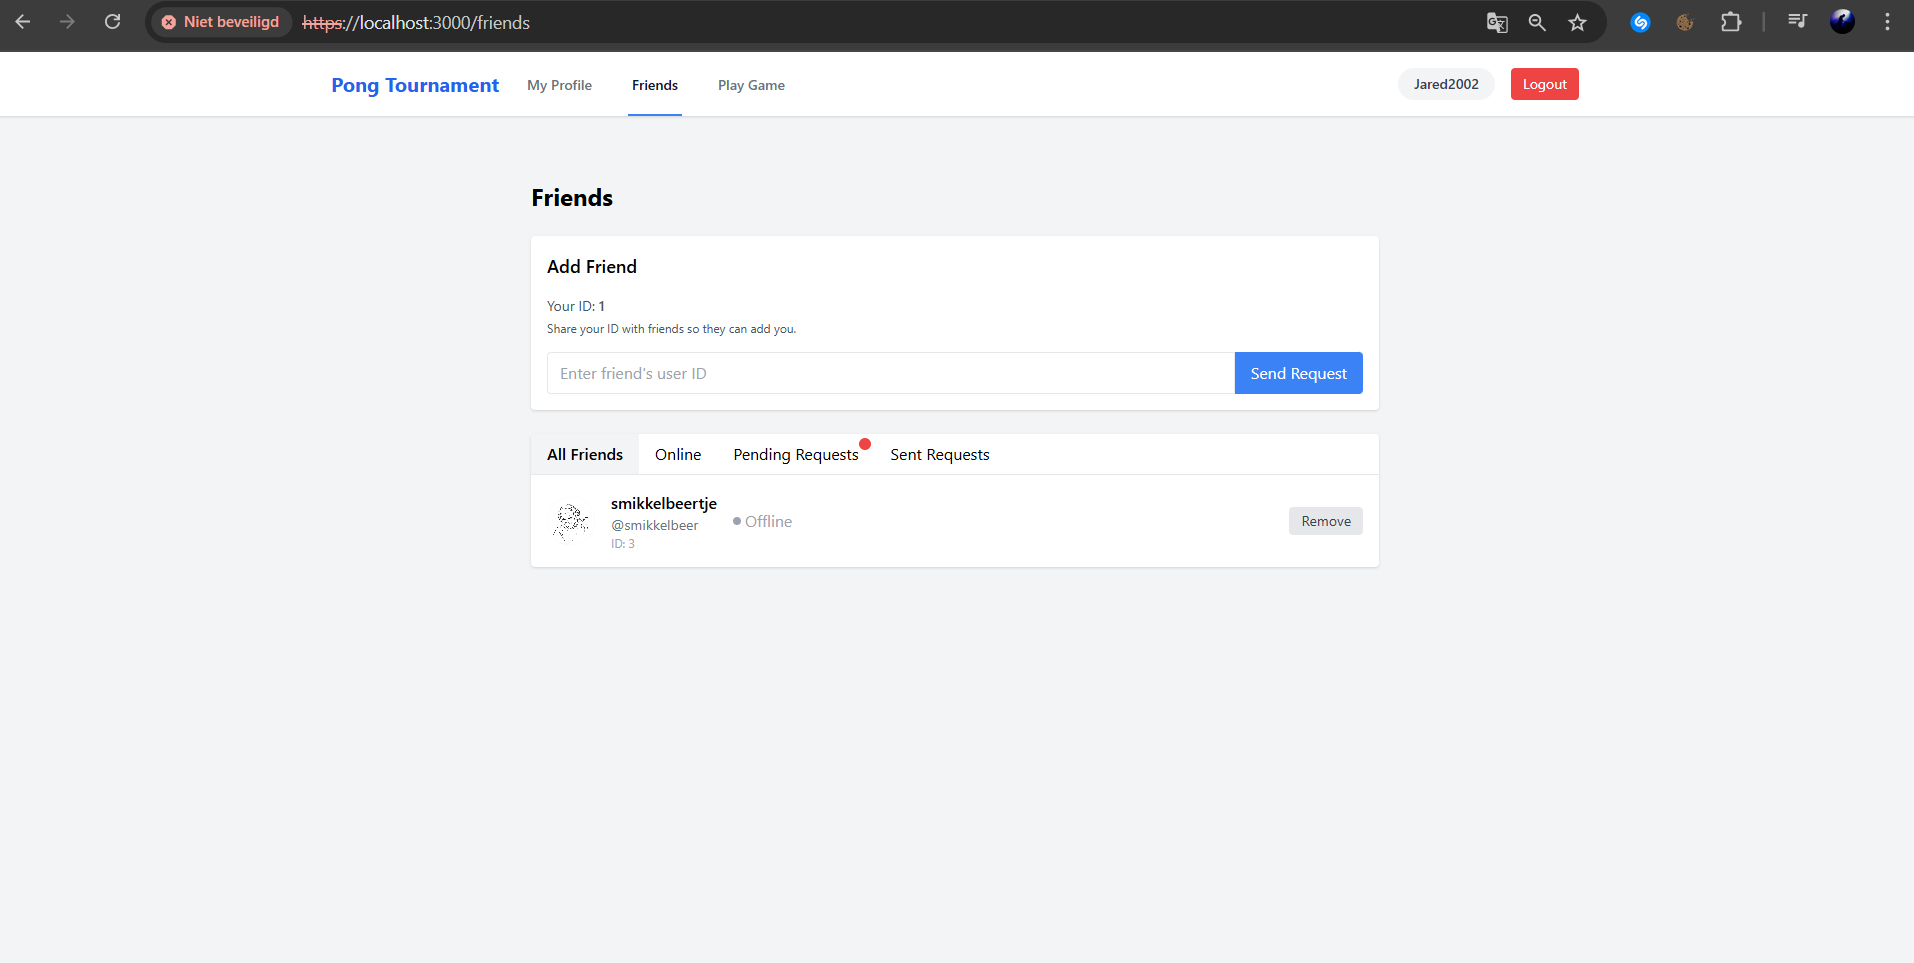 Niet beveiligd https://localhost:3000/friends
Pong Tournament My Profile Friends Play Game Jared2002 Logout
Friends
Add Friend
Your ID: 1
Share your ID with friends so they can add you.
Enter friend's user ID Send Request
All Friends Online Pending Requests Sent Requests
smikkelbeertje
@smikkelbeer Offline Remove
ID: 3